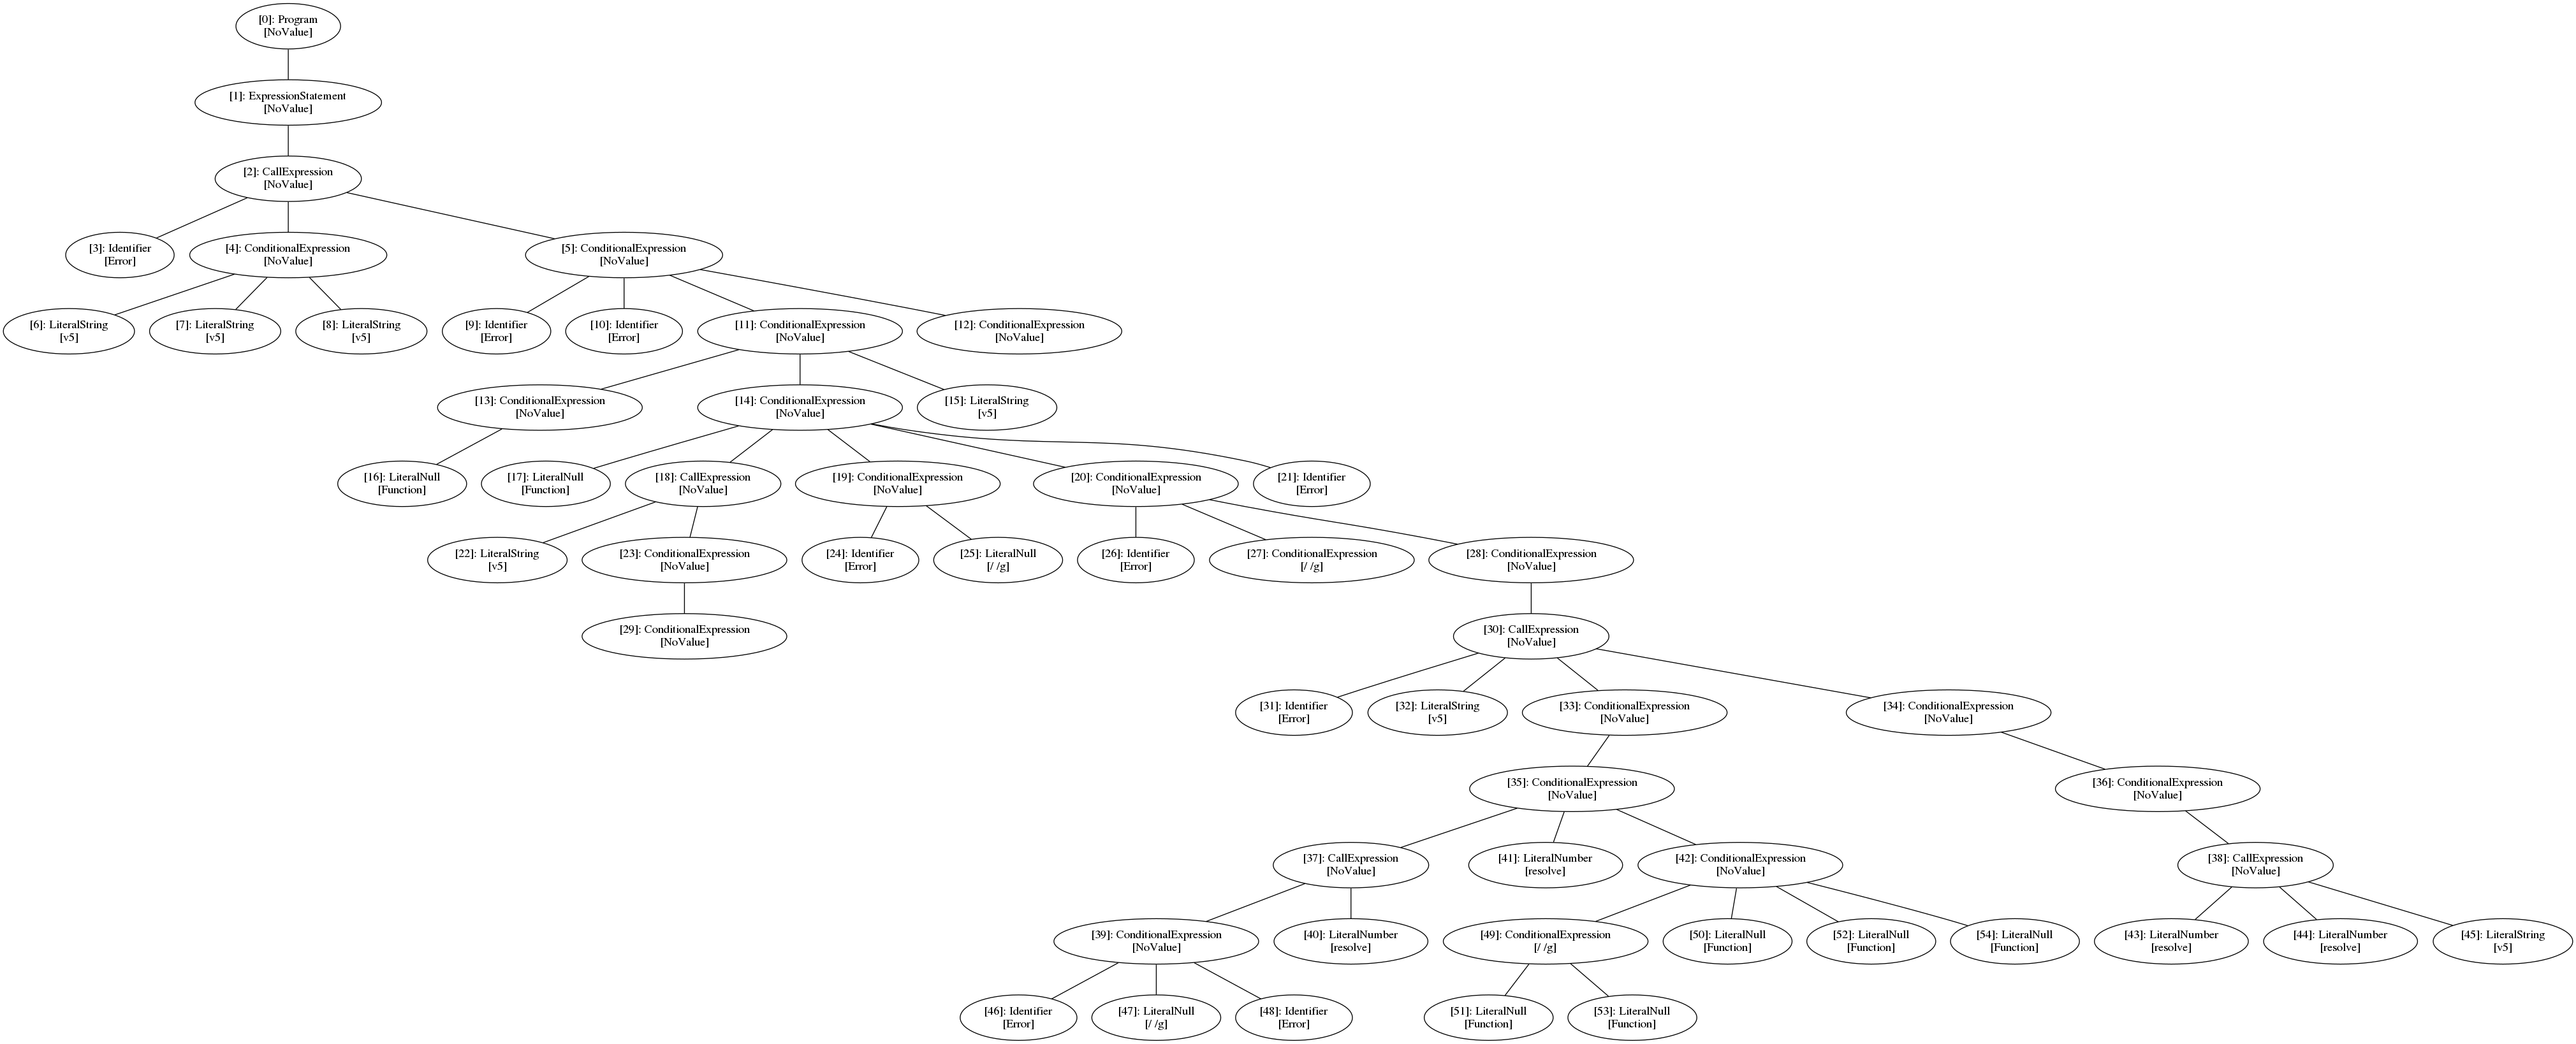 [0]: Program
[NoValue]
[1]: ExpressionStatement
[NoValue]
[2]: CallExpression
[NoValue]
[3]: Identifier
[Error]
[4]: ConditionalExpression
[NoValue]
[5]: ConditionalExpression
[NoValue]
[6]: LiteralString
[v5]
[7]: LiteralString
[v5]
[8]: LiteralString
[v5]
[9]: Identifier
[Error]
[10]: Identifier
[Error]
[11]: ConditionalExpression
[NoValue]
[12]: ConditionalExpression
[NoValue]
[13]: ConditionalExpression
[NoValue]
[14]: ConditionalExpression
[NoValue]
[15]: LiteralString
[v5]
[16]: LiteralNull
[Function]
[17]: LiteralNull
[Function]
[18]: CallExpression
[NoValue]
[19]: ConditionalExpression
[NoValue]
[20]: ConditionalExpression
[NoValue]
[21]: Identifier
[Error]
[22]: LiteralString
[v5]
[23]: ConditionalExpression
[NoValue]
[24]: Identifier
[Error]
[25]: LiteralNull
[/ /g]
[26]: Identifier
[Error]
[27]: ConditionalExpression
[/ /g]
[28]: ConditionalExpression
[NoValue]
[29]: ConditionalExpression
[NoValue]
[30]: CallExpression
[NoValue]
[31]: Identifier
[Error]
[32]: LiteralString
[v5]
[33]: ConditionalExpression
[NoValue]
[34]: ConditionalExpression
[NoValue]
[35]: ConditionalExpression
[NoValue]
[36]: ConditionalExpression
[NoValue]
[37]: CallExpression
[NoValue]
[41]: LiteralNumber
[resolve]
[42]: ConditionalExpression
[NoValue]
[38]: CallExpression
[NoValue]
[39]: ConditionalExpression
[NoValue]
[40]: LiteralNumber
[resolve]
[49]: ConditionalExpression
[/ /g]
[50]: LiteralNull
[Function]
[52]: LiteralNull
[Function]
[54]: LiteralNull
[Function]
[43]: LiteralNumber
[resolve]
[44]: LiteralNumber
[resolve]
[45]: LiteralString
[v5]
[46]: Identifier
[Error]
[47]: LiteralNull
[/ /g]
[48]: Identifier
[Error]
[51]: LiteralNull
[Function]
[53]: LiteralNull
[Function]